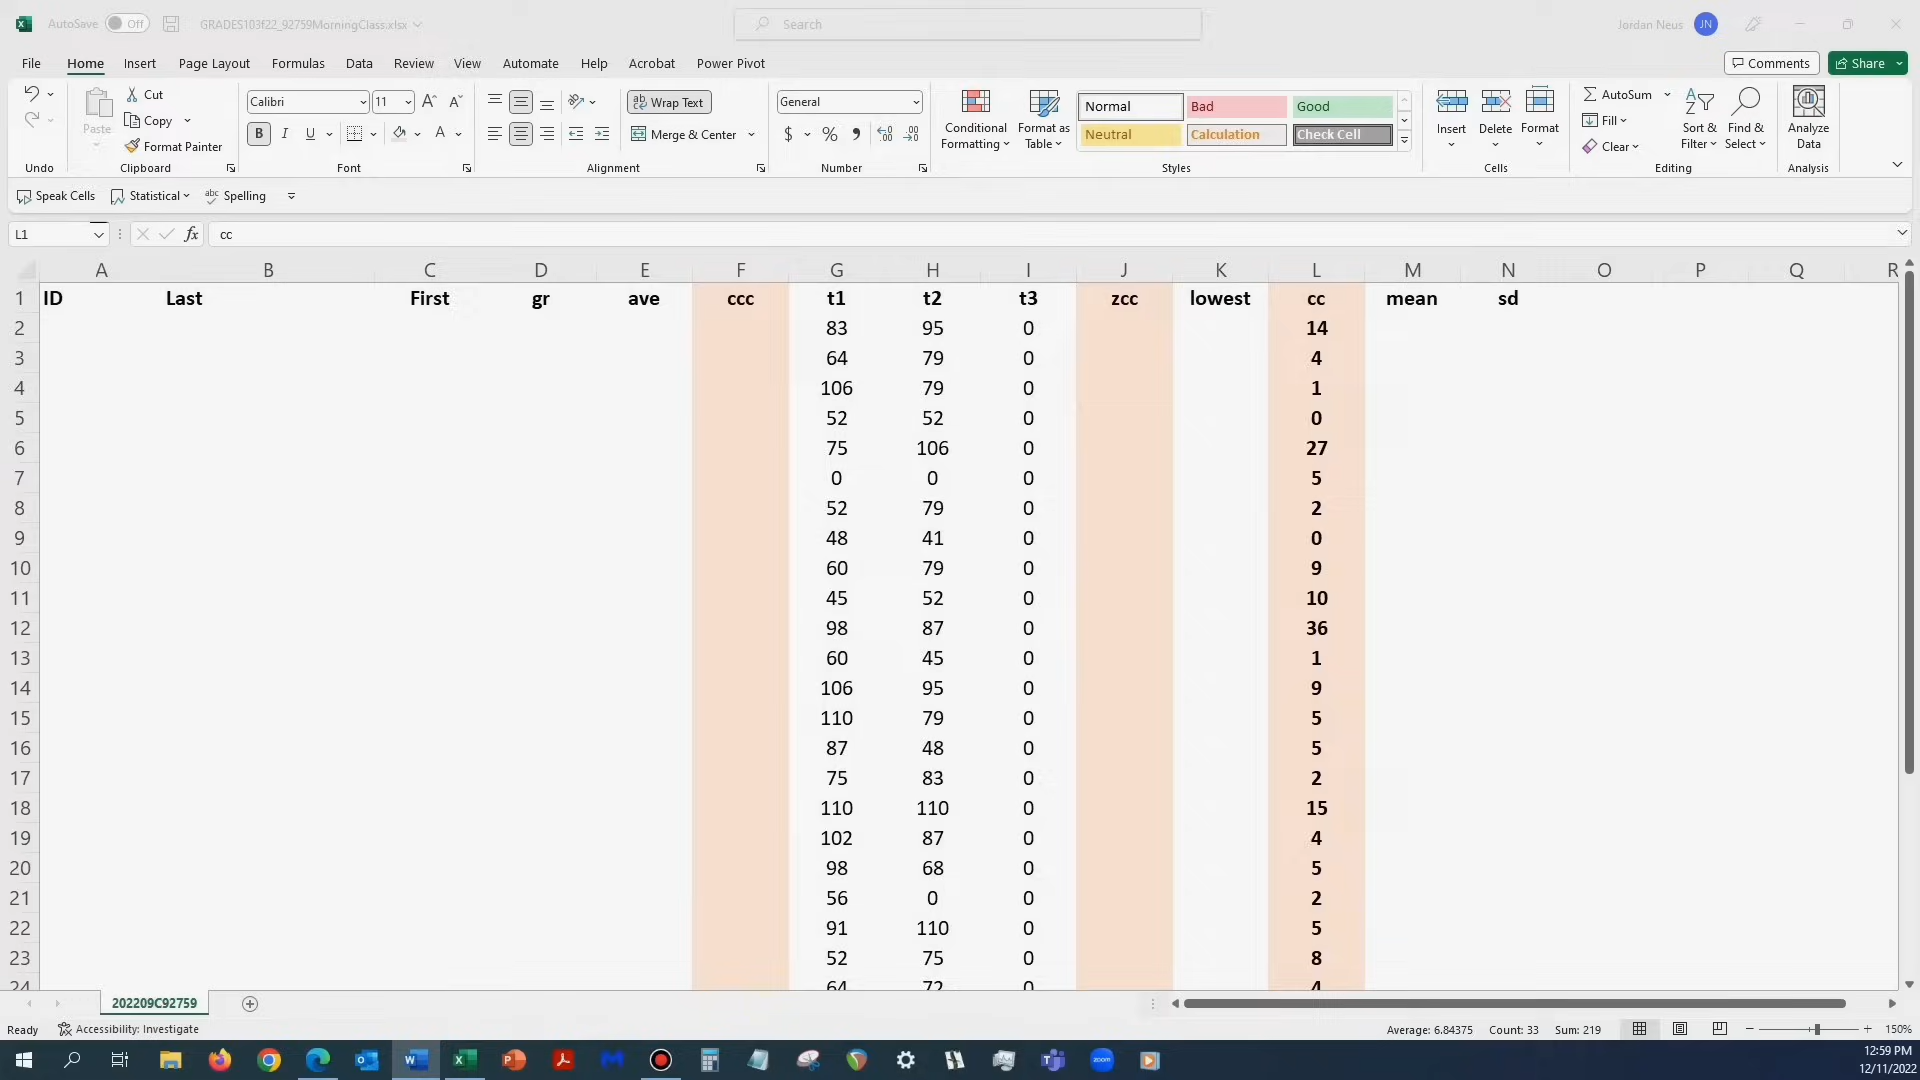 AutoSave Off GRADES103f22_92759MorningClass.xlsx Search Jordan Neus JN
File Home Insert Page Layout Formulas Data Review View Automate Help Acrobat Power Pivot Comments Share
Cut Calibri 11 Wrap Text General Normal Bad Good AutoSum
Paste Copy Conditional Formatting Format as Table Insert Delete Format Fill Sort & Filter Find & Select Analyze Data
B I U A Merge & Center $ % Neutral Calculation Check Cell
Format Painter Clear
Undo Clipboard Font Alignment Number Styles Cells Editing Analysis
Speak Cells Statistical Spelling
L1 fx cc
A B C D E F G H I J K L M N O P Q R
1 ID Last First gr ave ccc t1 t2 t3 zcc lowest cc mean sd
2 83 95 0 14
3 64 79 0 4
4 106 79 0 1
5 52 52 0 0
6 75 106 0 27
7 0 0 0 5
8 52 79 0 2
9 48 41 0 0
10 60 79 0 9
11 45 52 0 10
12 98 87 0 36
13 60 45 0 1
14 106 95 0 9
15 110 79 0 5
16 87 48 0 5
17 75 83 0 2
18 110 110 0 15
19 102 87 0 4
20 98 68 0 5
21 56 0 0 2
22 91 110 0 5
23 52 75 0 8
24 64 72 0 4
202209C92759
Ready Accessibility: Investigate Average: 6.84375 Count: 33 Sum: 219 150%
12:59 PM
12/11/2022